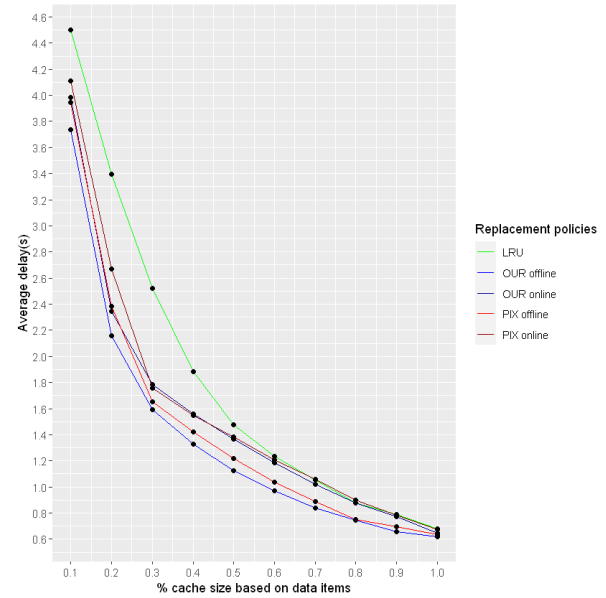 4.6
4.4
4.2
4.0
3.8
3.6
3.4
3.2
3.0
2.8
2.6
2.4
2.2
2.0
1.8
1.6
1.4
1.2
1.0
0.8
0.6
Average delay(s)
0.1 0.2 0.3 0.4 0.5 0.6 0.7 0.8 0.9 1.0
% cache size based on data items
Replacement policies
LRU
OUR offline
OUR online
PIX offline
PIX online